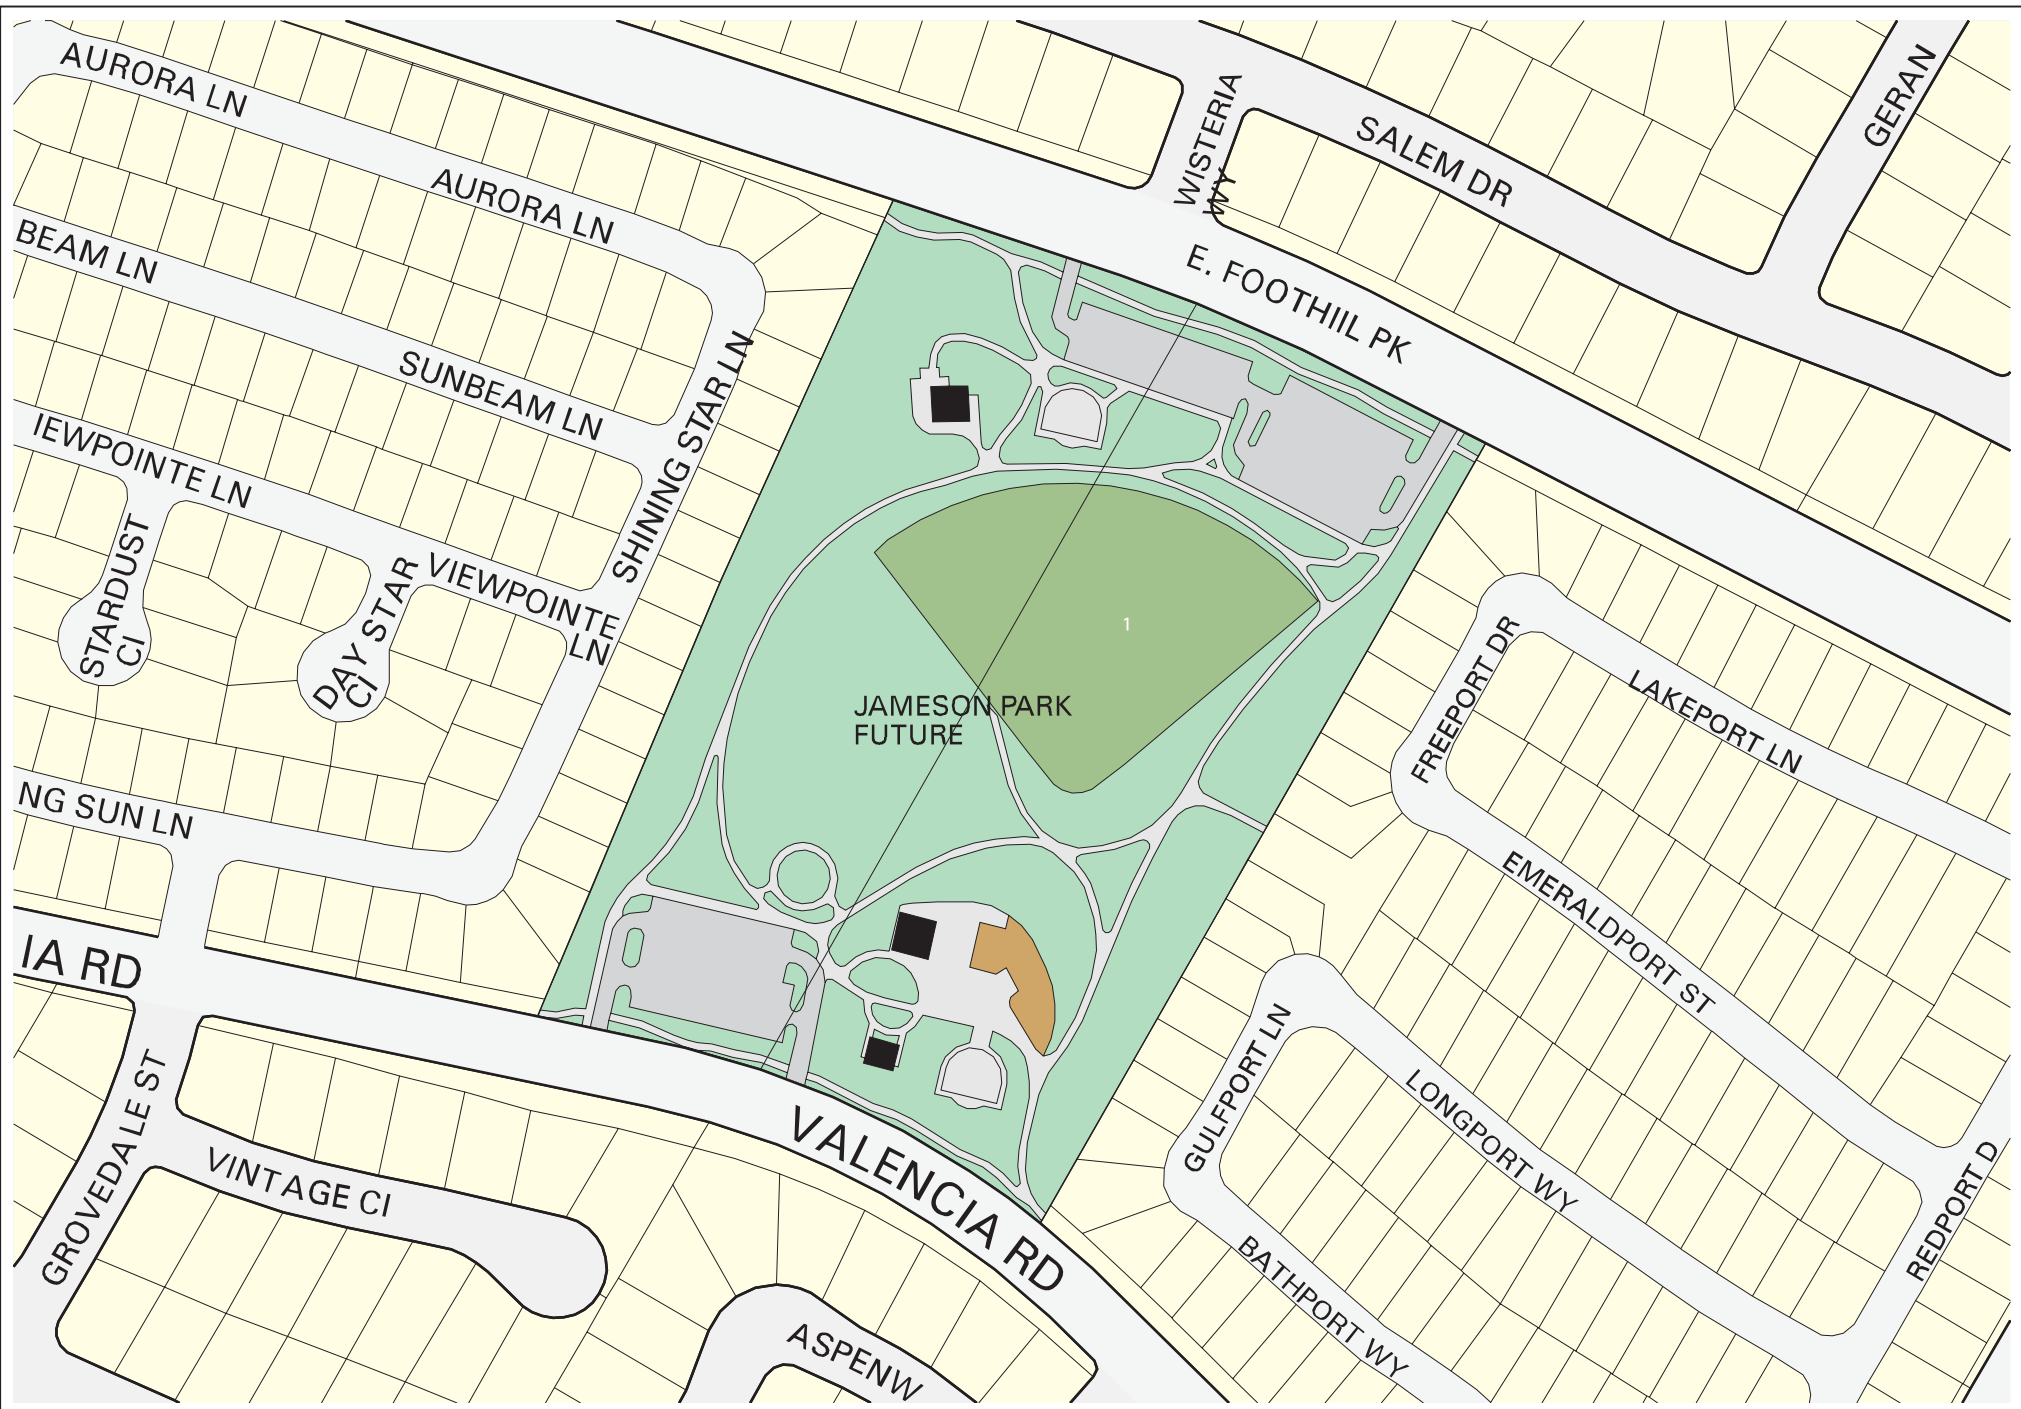 AURORA LN
WISTERIA
WY
SALEM DR
GERAN
AURORA LN
BEAM LN
E. FOOTHIIL PK
SUNBEAM LN
SHINING STAR LN
IEWPOINTE LN
STARDUST
CI
DAY STAR
CI
VIEWPOINTE
LN
1
JAMESON PARK
FUTURE
FREEPORT DR
LAKEPORT LN
NG SUN LN
EMERALDPORT ST
IA RD
GULFPORT LN
LONGPORT WY
REDPORT D
GROVEDALE ST
VINTAGE CI
VALENCIA RD
BATHPORT WY
ASPENW